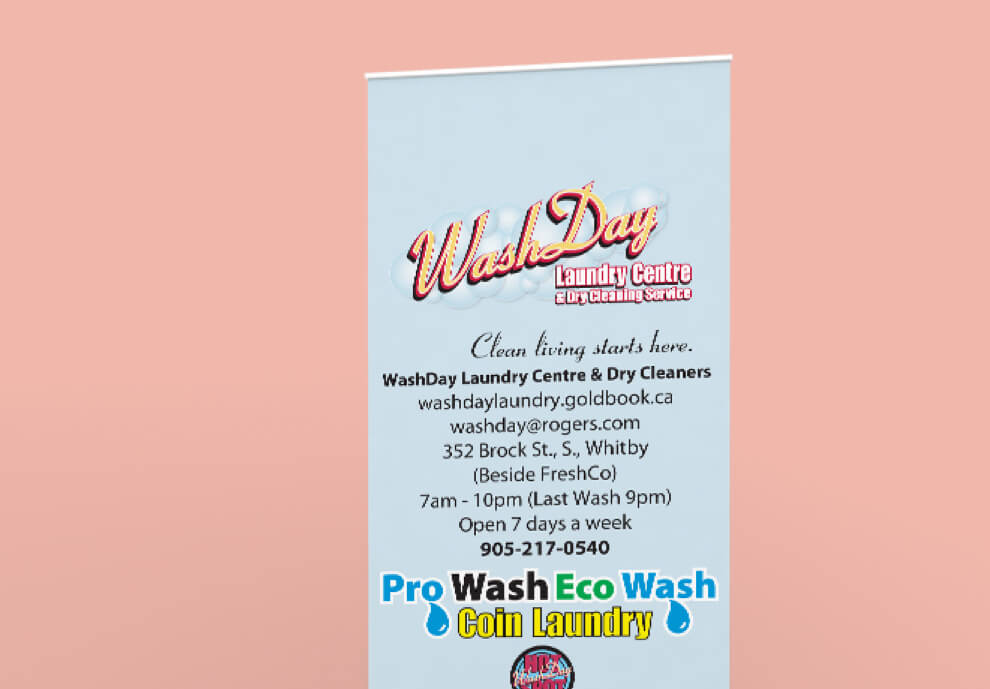 WashDay
Laundry Centre
& Dry Cleaning Service
Clean living starts here.
WashDay Laundry Centre & Dry Cleaners
washdaylaundry.goldbook.ca
washday@rogers.com
352 Brock St., S., Whitby
(Beside FreshCo)
7am - 10pm (Last Wash 9pm)
Open 7 days a week
905-217-0540
Pro Wash Eco Wash
Coin Laundry
WashDay